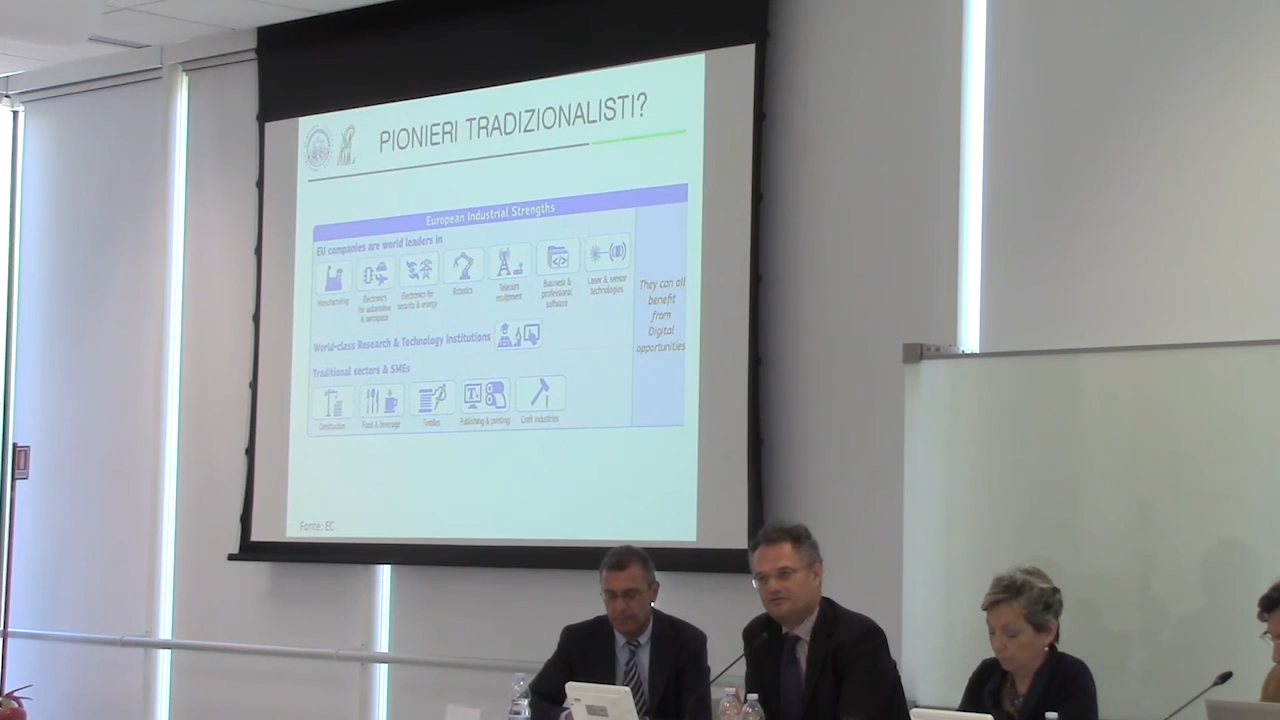 PIONIERI TRADIZIONALISTI?
European Industrial Strengths
EU companies are world leaders in
Manufacturing
Electronics for automotive & aerospace
Electronics for security & energy
Robotics
Telecom equipment
Business & professional software
Laser & sensor technologies
They can all
benefit
from
Digital
opportunities
World-class Research & Technology Institutions
Traditional sectors & SMEs
Construction
Food & beverage
Textiles
Publishing & printing
Craft industries
Fonte: EC